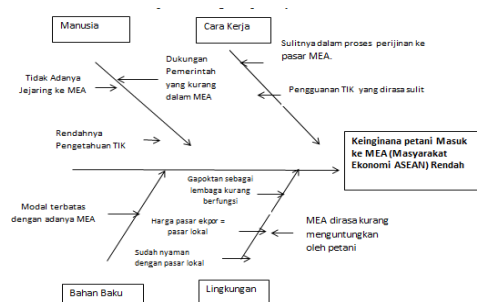 Manusia
Cara Kerja
Sulitnya dalam proses perijinan ke
pasar MEA.
Dukungan
Pemerintah
yang kurang
dalam MEA
Tidak Adanya
Jejaring ke MEA
Pengguanan TIK yang dirasa sulit
Rendahnya
Pengetahuan TIK
Keinginana petani Masuk
ke MEA (Masyarakat
Ekonomi ASEAN) Rendah
Gapoktan sebagai
lembaga kurang
berfungsi
Modal terbatas
dengan adanya MEA
Harga pasar ekpor =
pasar lokal
MEA dirasa kurang
menguntungkan
oleh petani
Sudah nyaman
dengan pasar lokal
Bahan Baku
Lingkungan